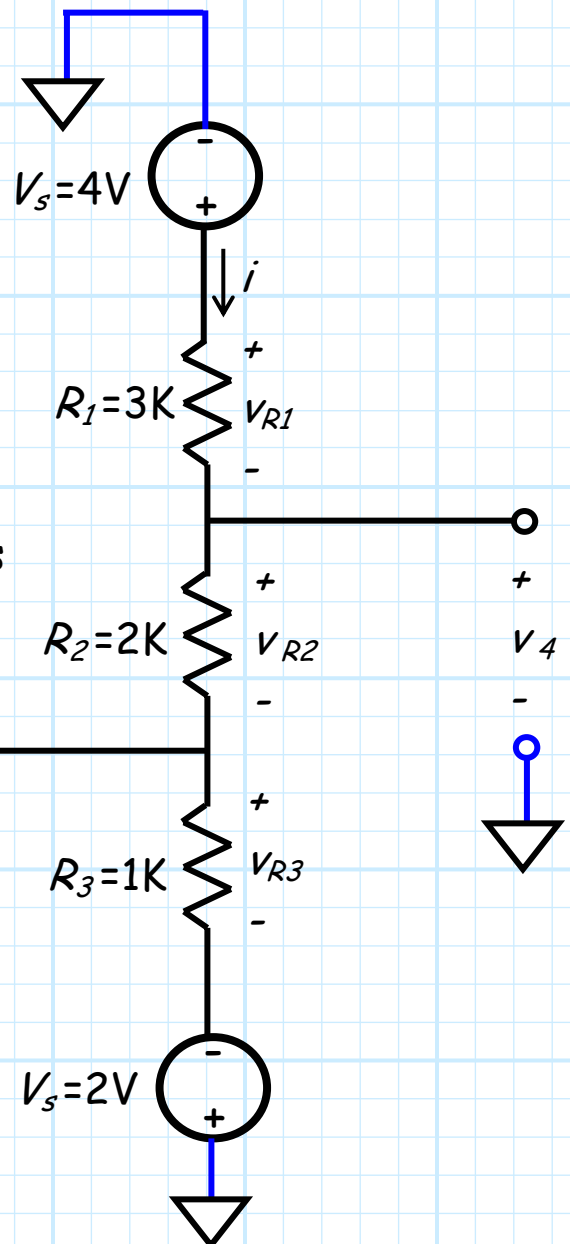 -
Vs=4V
+
i
+
R1=3K
vR1
-
s
+
+
R2=2K
vR2
v4
-
-
+
R3=1K
vR3
-
-
Vs=2V
+